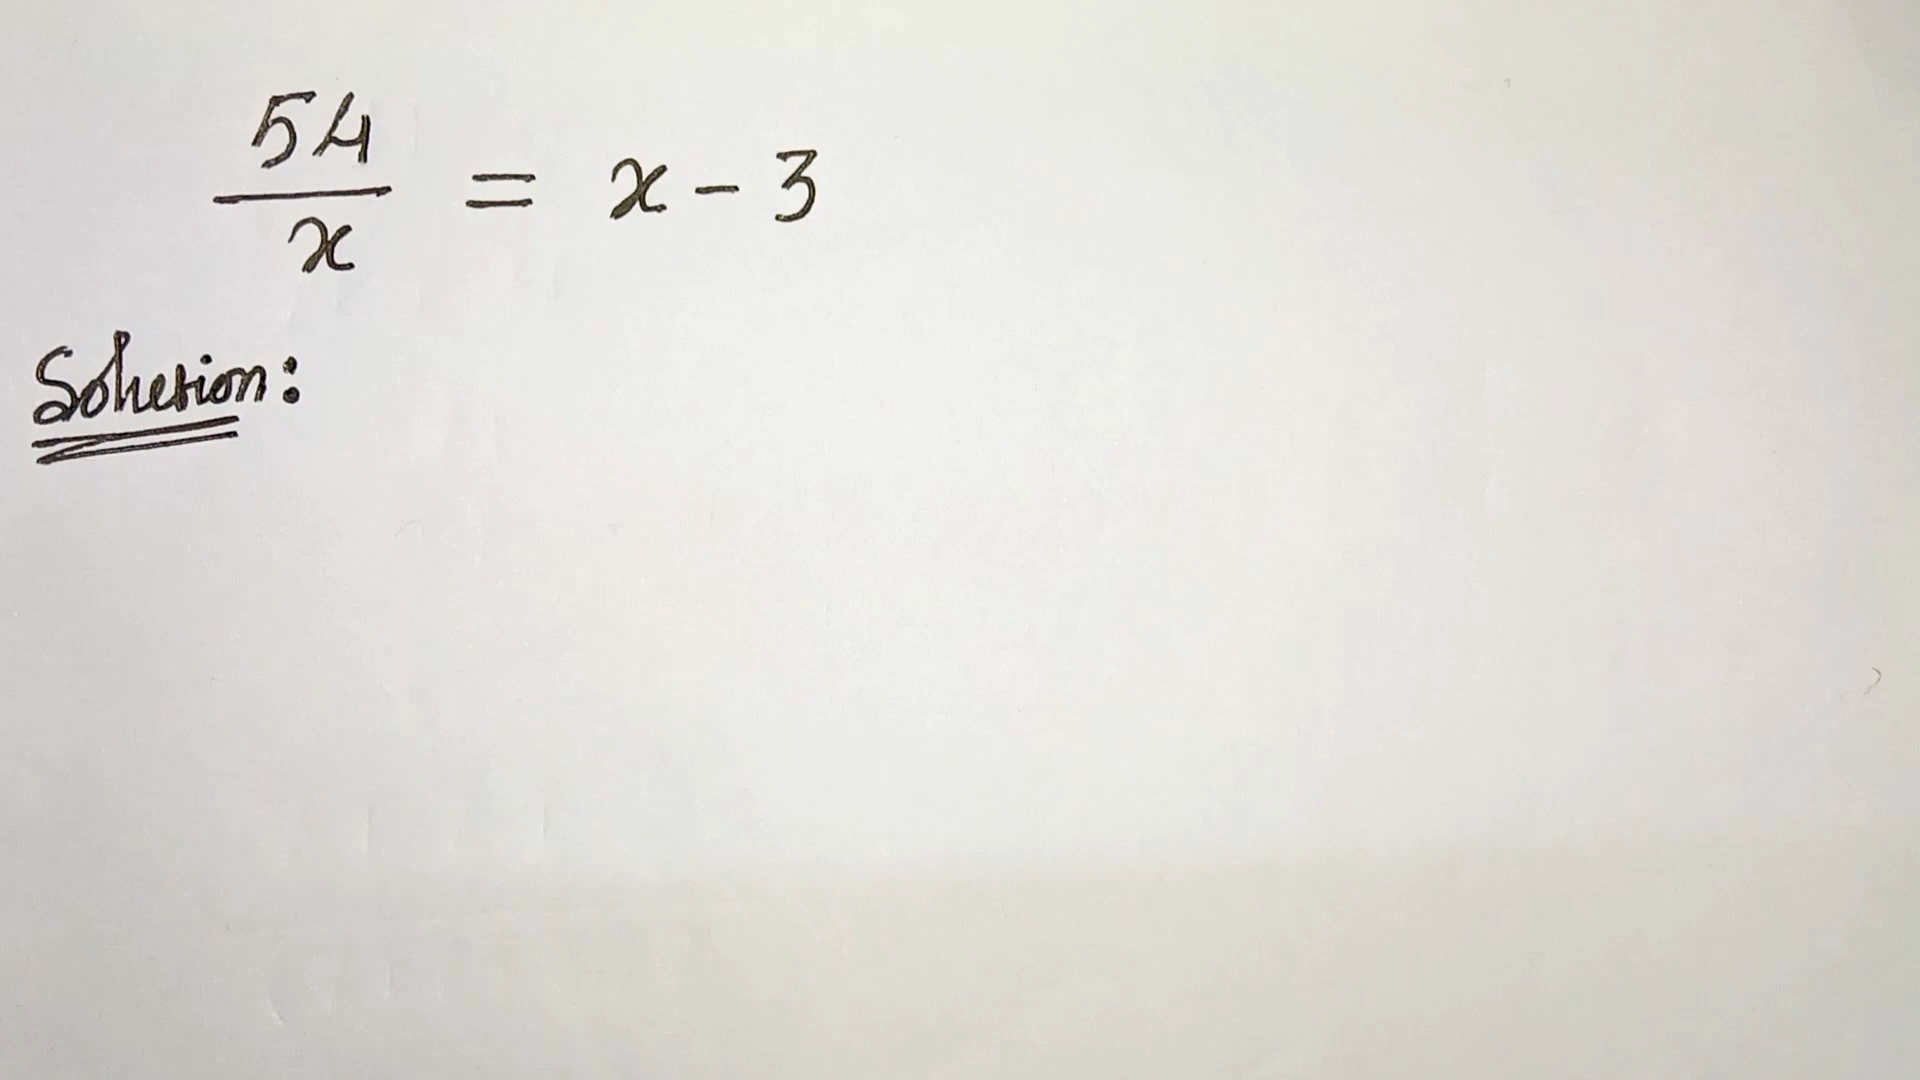 54/x = x - 3
Solution: